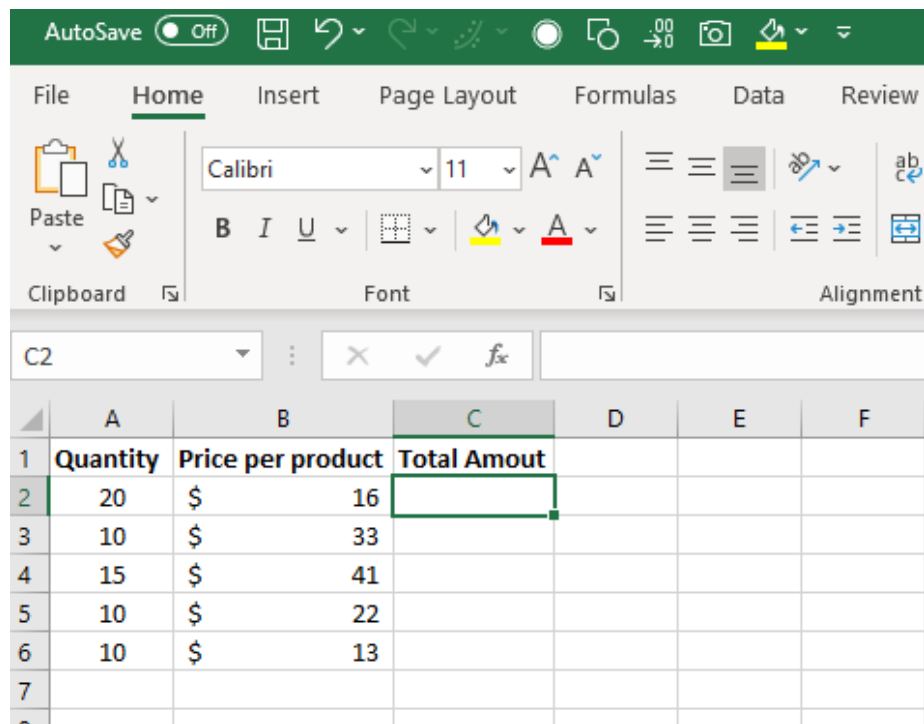 AutoSave Off
File Home Insert Page Layout Formulas Data Review
Calibri 11 A A
ab
Paste B I U A
c
Clipboard Font Alignment
C2 fx
A B C D E F
1 Quantity Price per product Total Amout
2 20 $ 16
3 10 $ 33
4 15 $ 41
5 10 $ 22
6 10 $ 13
7